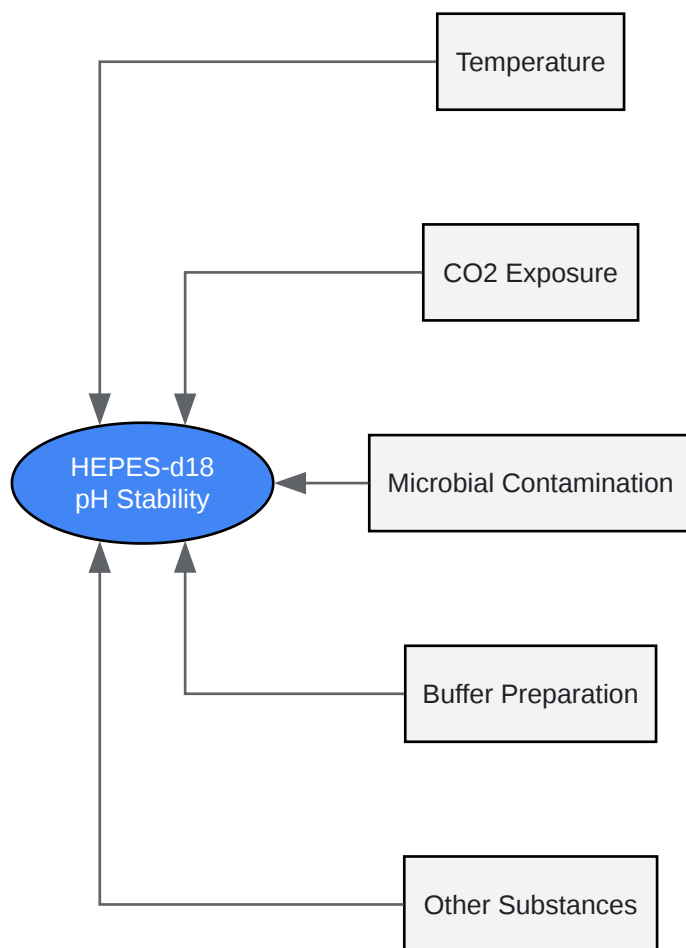 Temperature
CO2 Exposure
HEPES-d18
pH Stability
Microbial Contamination
Buffer Preparation
Other Substances